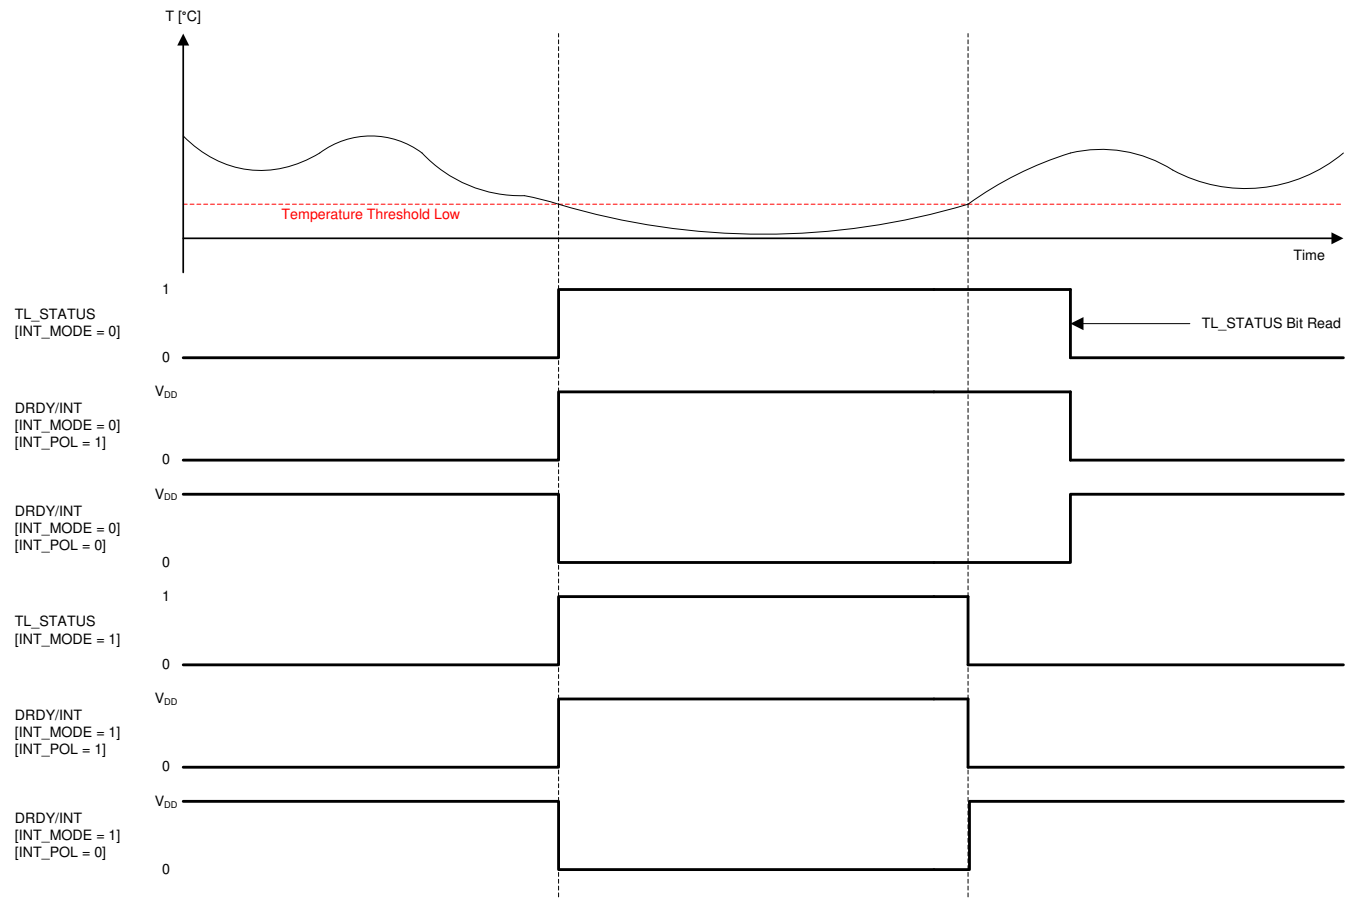 T [°C]
Temperature Threshold Low
Time
1
TL_STATUS
[INT_MODE = 0]
TL_STATUS Bit Read
0
VDD
DRDY/INT
[INT_MODE = 0]
[INT_POL = 1]
0
VDD
DRDY/INT
[INT_MODE = 0]
[INT_POL = 0]
0
1
TL_STATUS
[INT_MODE = 1]
0
VDD
DRDY/INT
[INT_MODE = 1]
[INT_POL = 1]
0
VDD
DRDY/INT
[INT_MODE = 1]
[INT_POL = 0]
0